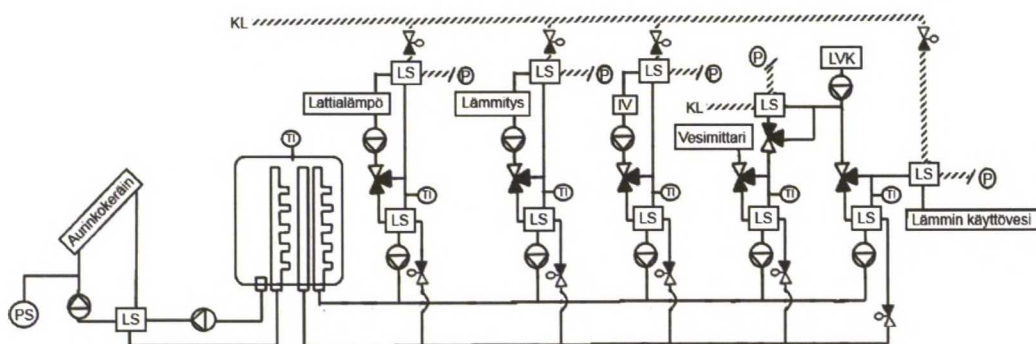 KL
LS
P
LS
P
LS
P
P
LVK
Lattialämpö
Lämmitys
IV
KL
LS
Vesimittari
TI
LS
P
Aurinkokeräin
TI
TI
TI
TI
TI
Lämmin käyttövesi
LS
LS
LS
LS
LS
PS
LS